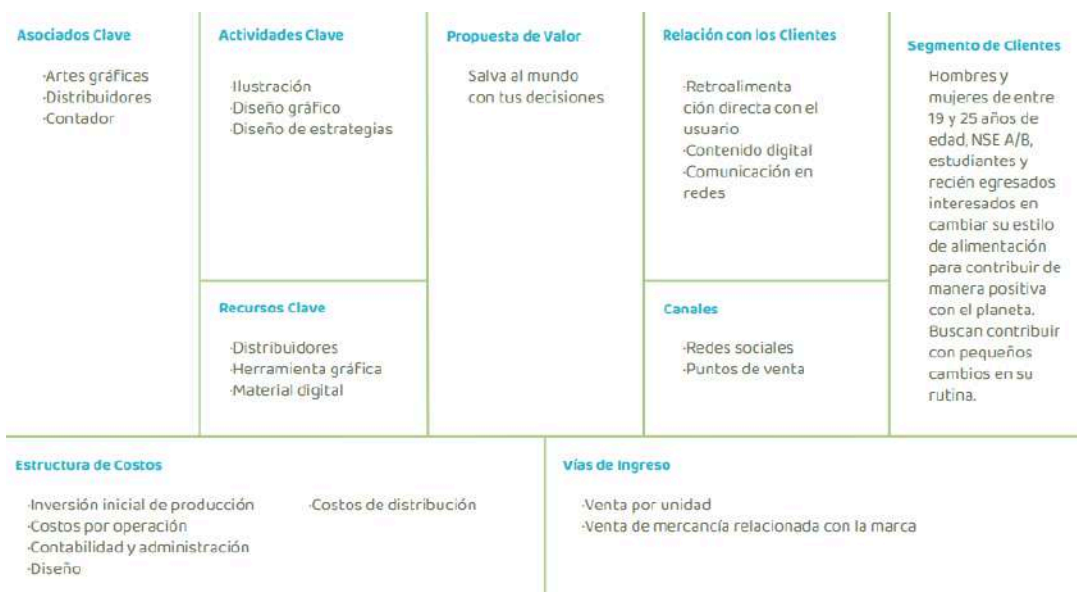 Asociados Clave
·Artes gráficas
·Distribuidores
·Contador
Actividades Clave
·Ilustración
·Diseño gráfico
·Diseño de estrategias
Recursos Clave
·Distribuidores
·Herramienta gráfica
·Material digital
Propuesta de Valor
Salva al mundo
con tus decisiones
Relación con los Clientes
·Retroalimenta
ción directa con el
usuario
·Contenido digital
·Comunicación en
redes
Canales
·Redes sociales
·Puntos de venta
Segmento de Clientes
Hombres y
mujeres de entre
19 y 25 años de
edad, NSE A/B,
estudiantes y
recién egresados
interesados en
cambiar su estilo
de alimentación
para contribuir de
manera positiva
con el planeta.
Buscan contribuir
con pequeños
cambios en su
rutina.
Estructura de Costos
·Inversión inicial de producción
·Costos por operación
·Contabilidad y administración
·Diseño
·Costos de distribución
Vías de Ingreso
·Venta por unidad
·Venta de mercancía relacionada con la marca